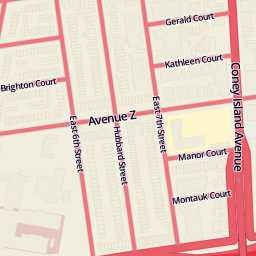 Gerald Court
Kathleen Court
Brighton Court
Coney Island Avenue
Avenue Z
East 7th Street
East 6th Street
Hubbard Street
Manor Court
Montauk Court